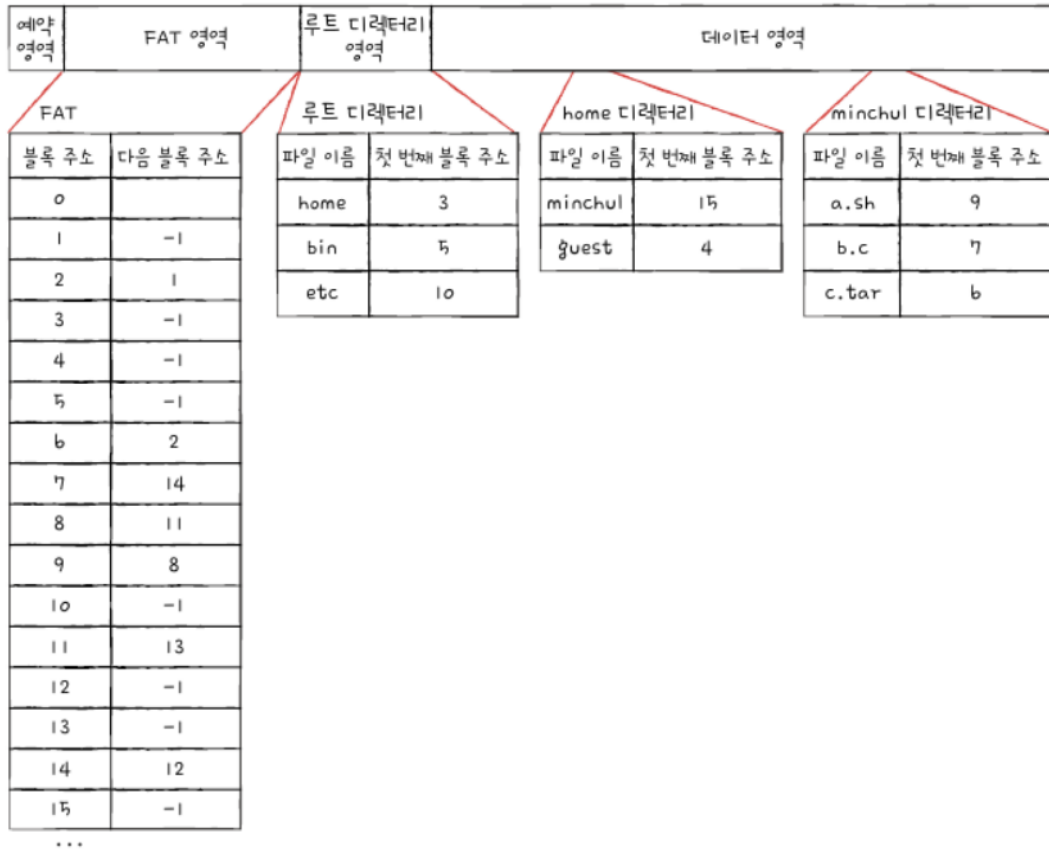 예약 영역
FAT 영역
루트 디렉터리 영역
데이터 영역
FAT
블록 주소 다음 블록 주소
0
1 -1
2 1
3 -1
4 -1
5 -1
6 2
7 14
8 11
9 8
10 -1
11 13
12 -1
13 -1
14 12
15 -1
...
루트 디렉터리
파일 이름 첫 번째 블록 주소
home 3
bin 5
etc 10
home 디렉터리
파일 이름 첫 번째 블록 주소
minchul 15
guest 4
minchul 디렉터리
파일 이름 첫 번째 블록 주소
a.sh 9
b.c 7
c.tar 6